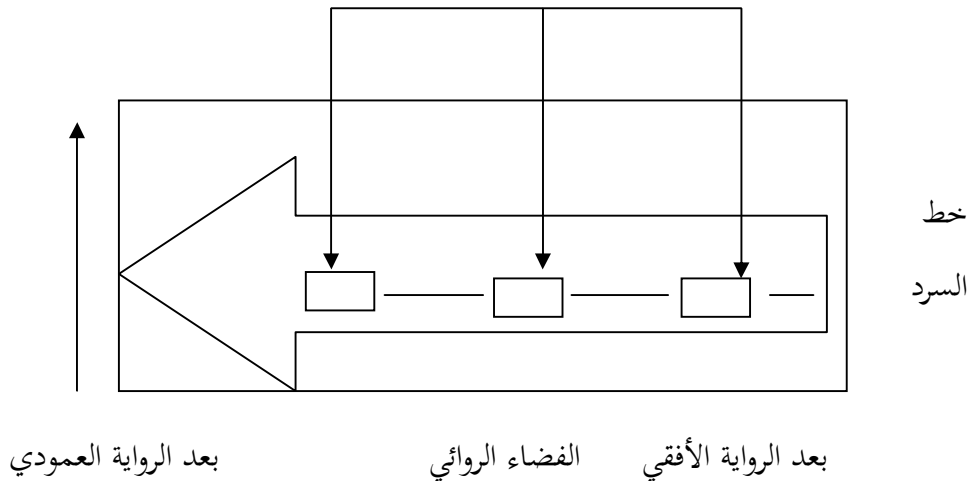 خط
السرد
بعد الرواية الأفقي الفضاء الروائي بعد الرواية العمودي